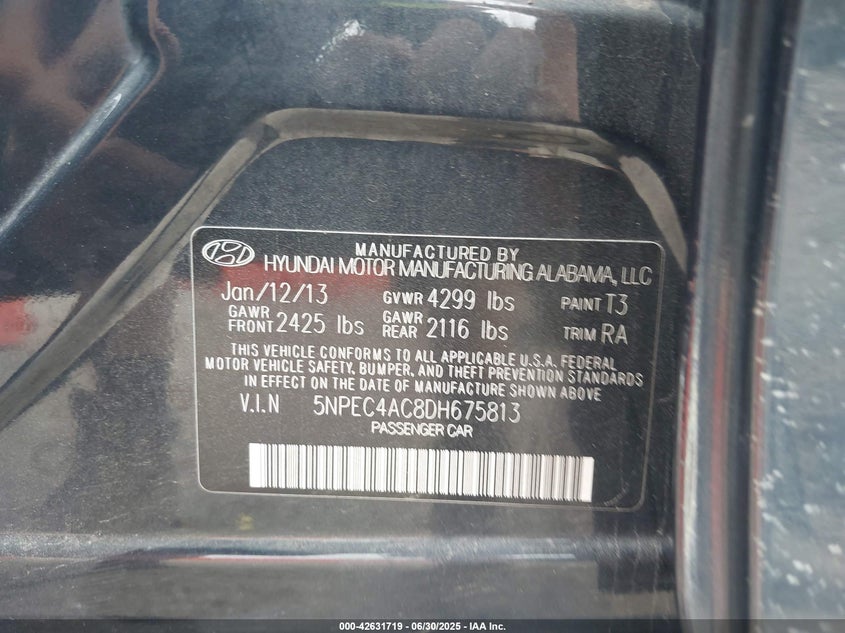 MANUFACTURED BY
HYUNDAI MOTOR MANUFACTURING ALABAMA, LLC
Jan/12/13 GVWR 4299 lbs PAINT T3
GAWR FRONT 2425 lbs GAWR REAR 2116 lbs TRIM RA
THIS VEHICLE CONFORMS TO ALL APPLICABLE U.S.A. FEDERAL
MOTOR VEHICLE SAFETY, BUMPER, AND THEFT PREVENTION STANDARDS
IN EFFECT ON THE DATE OF MANUFACTURE SHOWN ABOVE
V.I.N 5NPEC4AC8DH675813
PASSENGER CAR
000-42631719 - 06/30/2025 - IAA Inc.